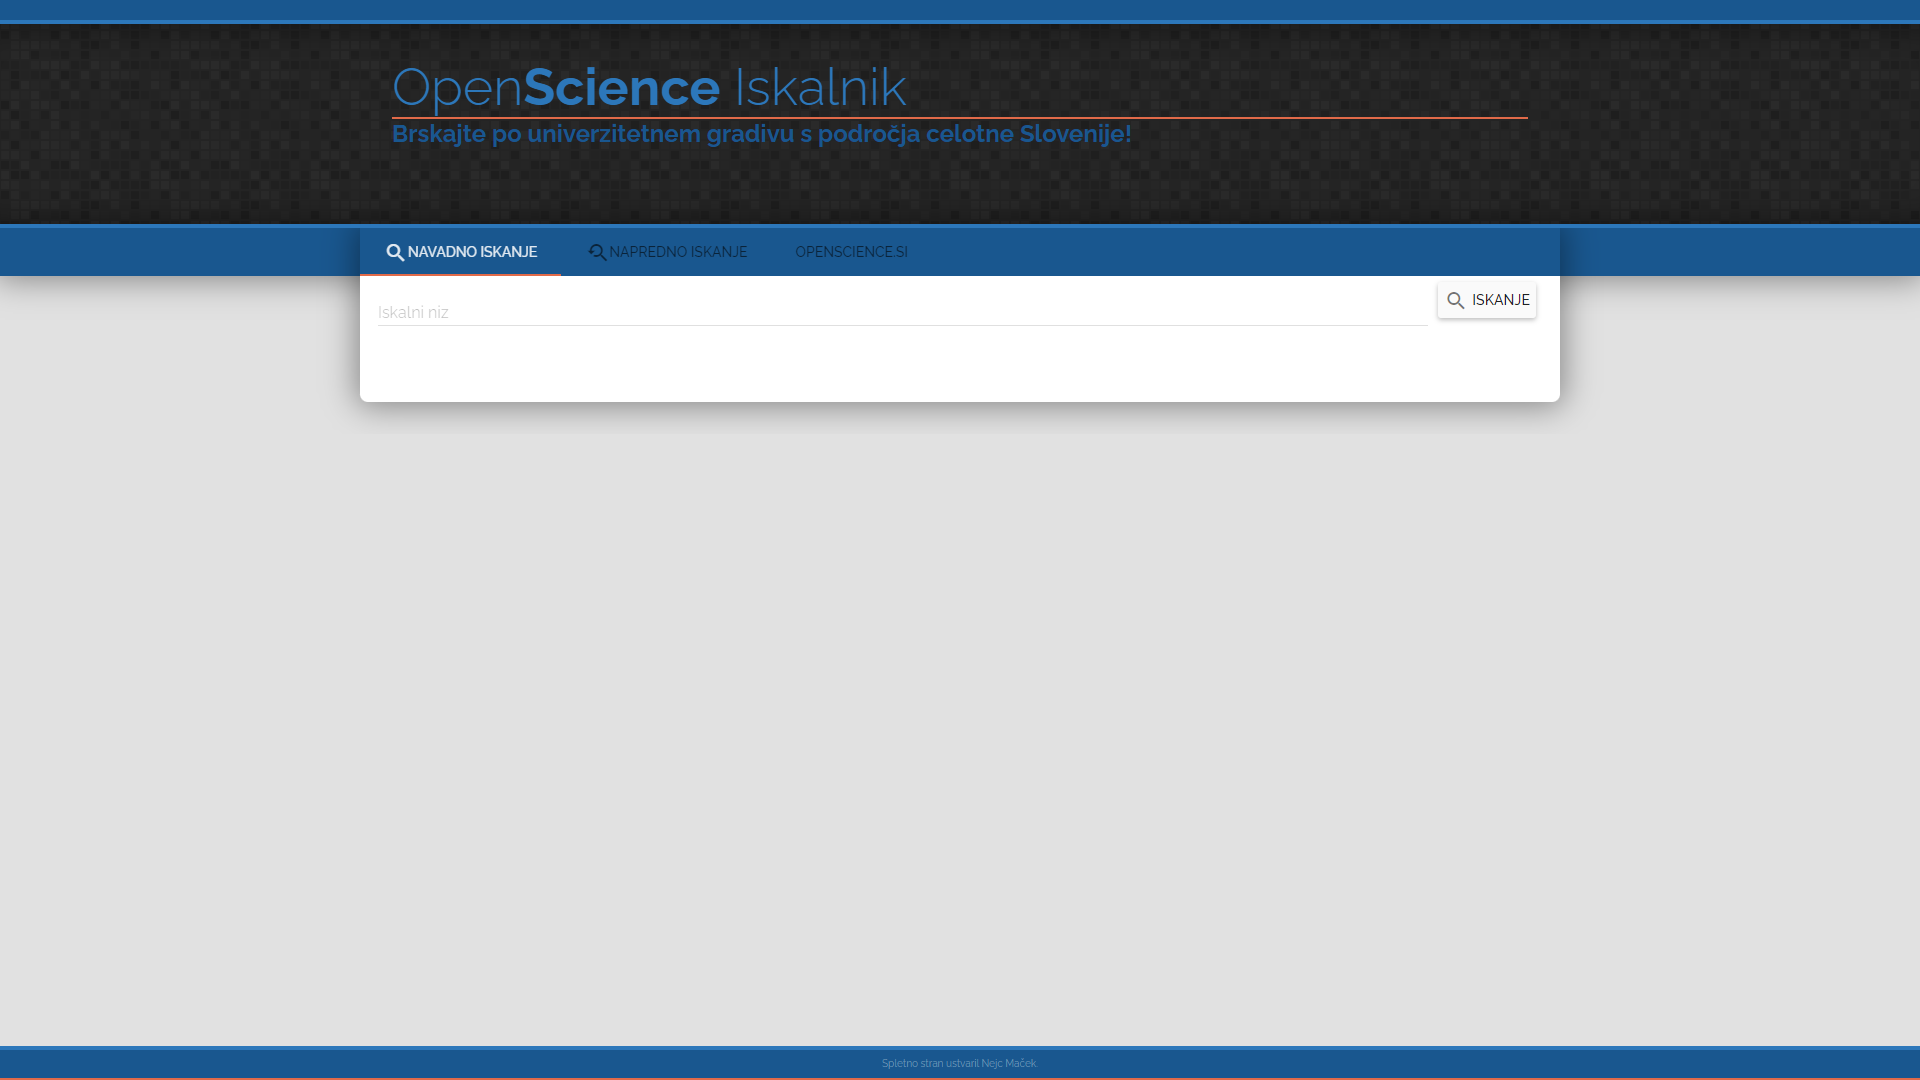 OpenScience Iskalnik
Brskajte po univerzitetnem gradivu s področja celotne Slovenije!
NAVADNO ISKANJE
NAPREDNO ISKANJE
OPENSCIENCE.SI
Iskalni niz
ISKANJE
Spletno stran ustvaril Nejc Maček.